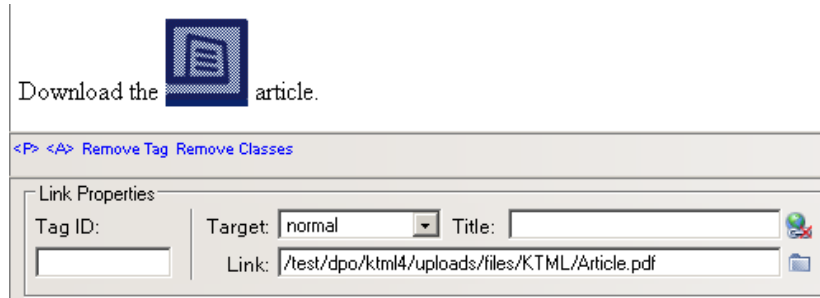 Download the article.
<P> <A> Remove Tag Remove Classes
Link Properties
Tag ID: Target: normal Title:
Link: /test/dpo/ktml4/uploads/files/KTML/Article.pdf